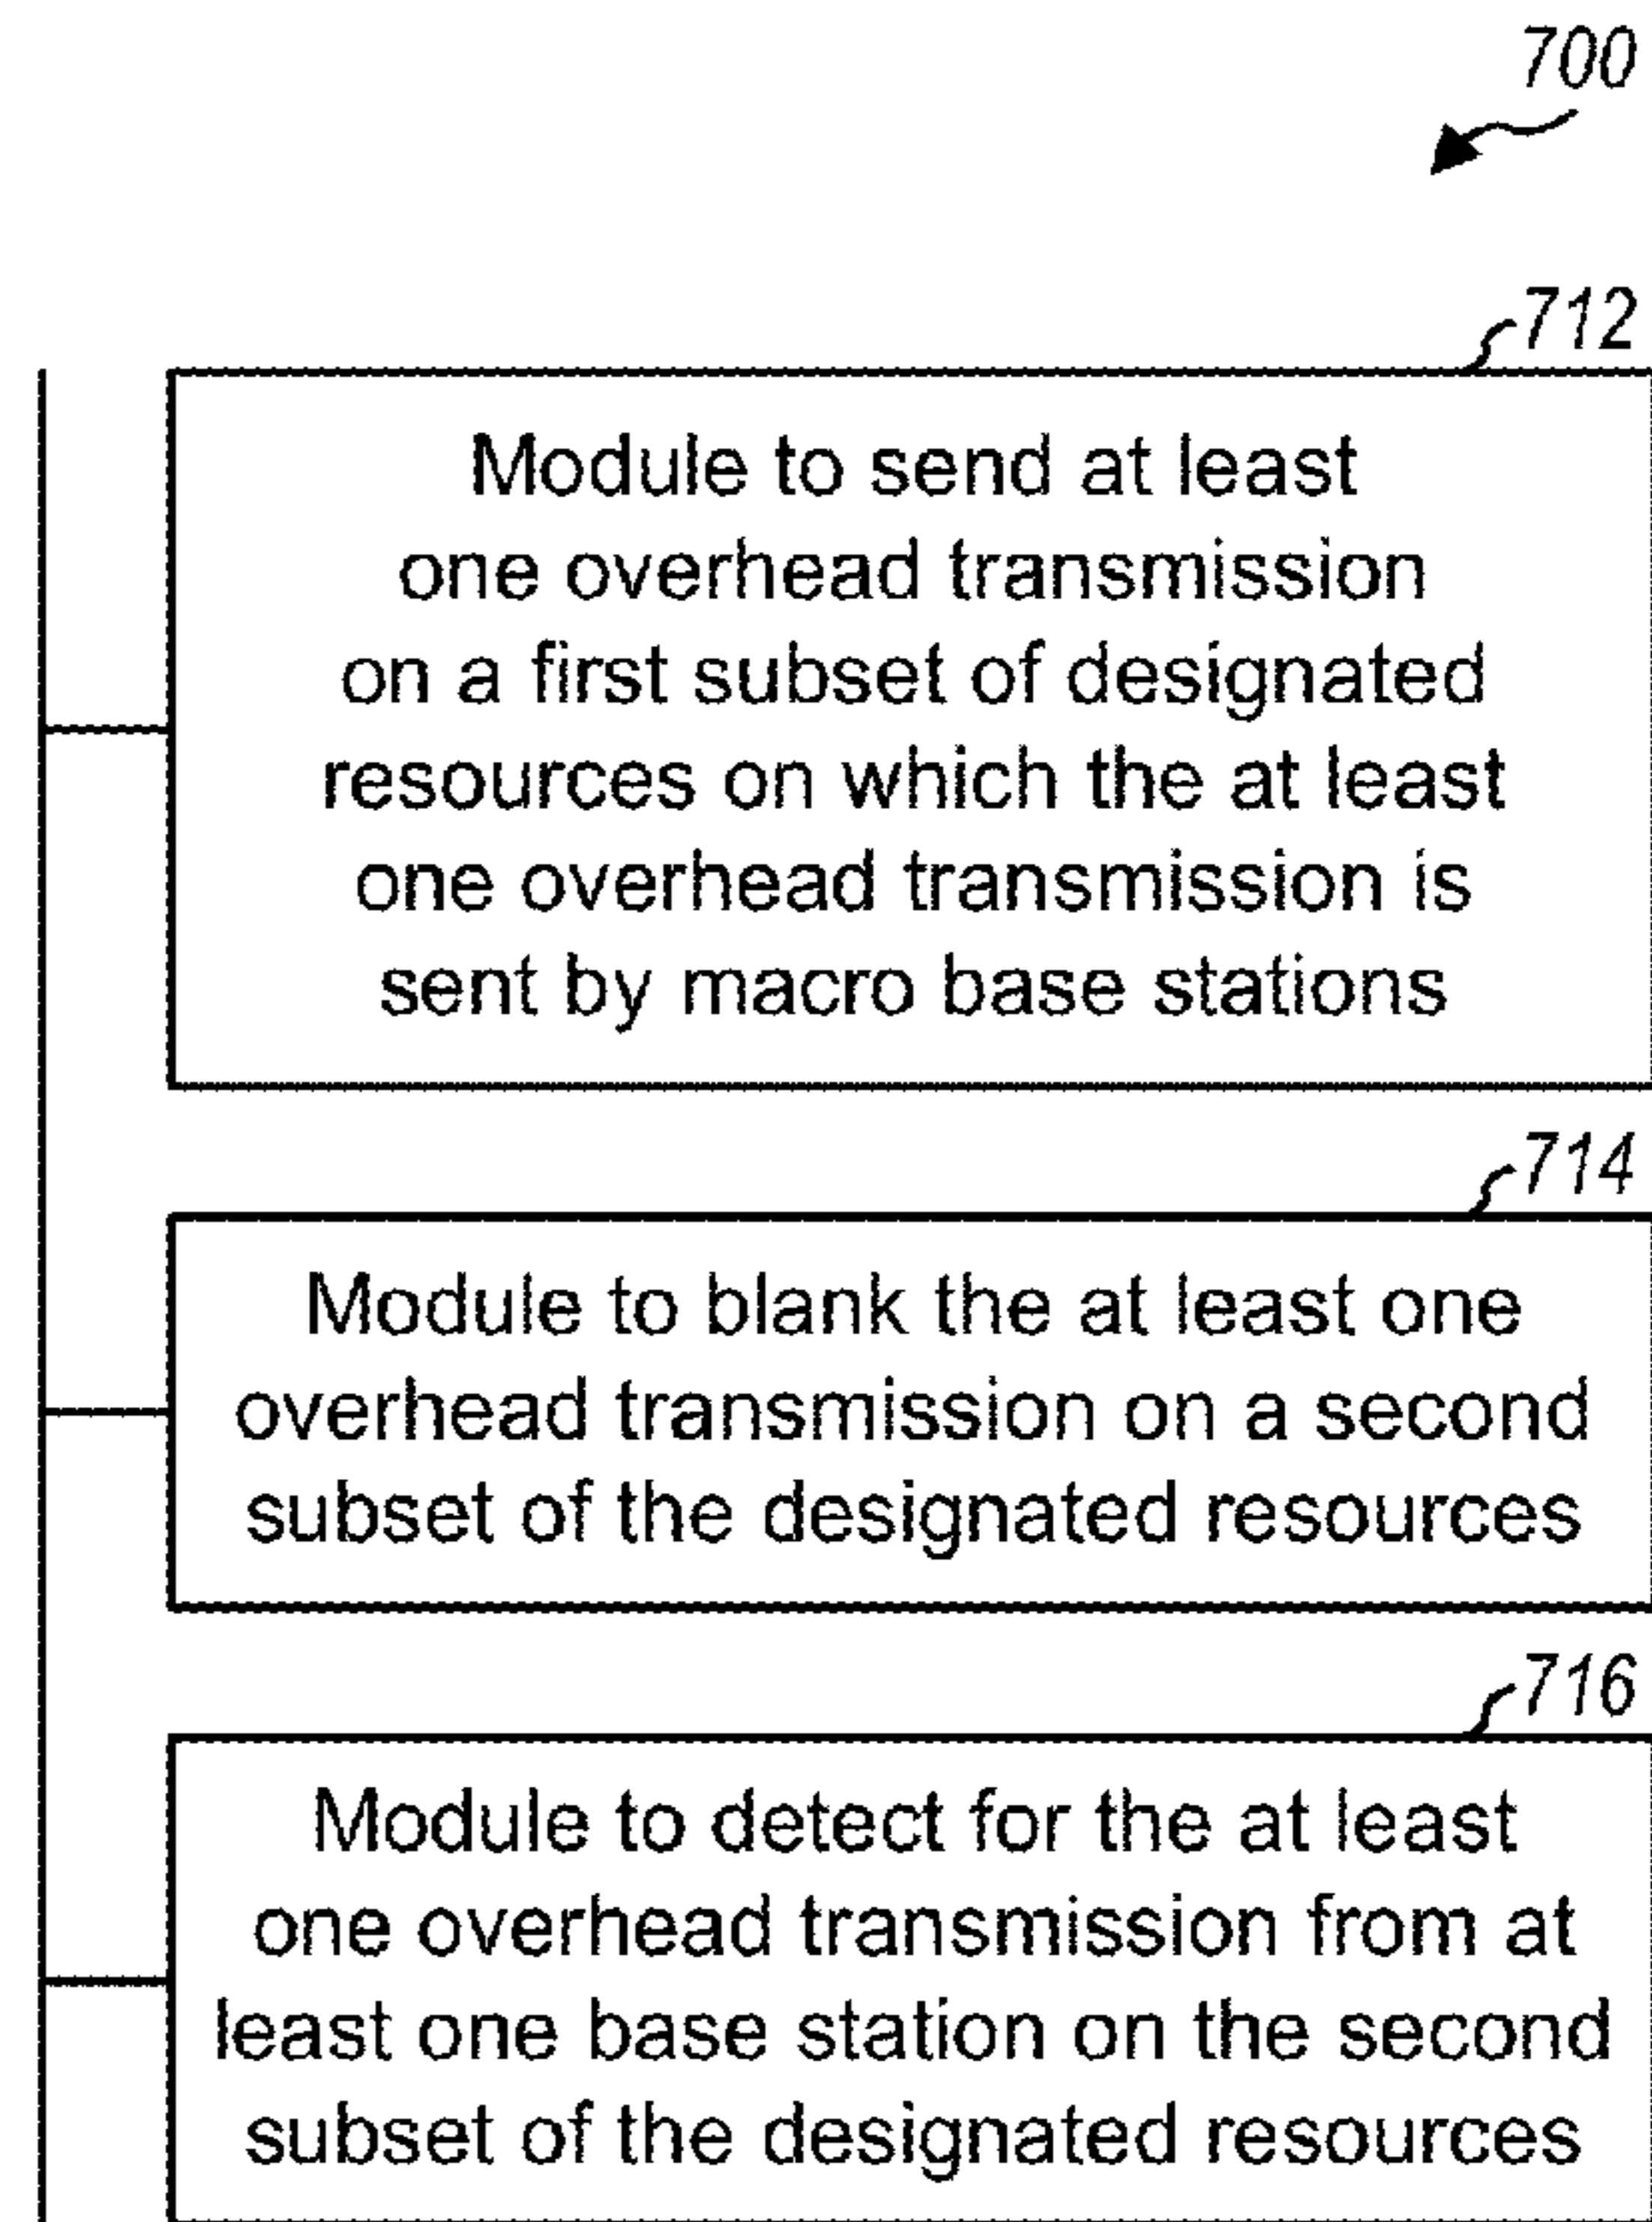 700
712
Module to send at least
one overhead transmission
on a first subset of designated
resources on which the at least
one overhead transmission is
sent by macro base stations
714
Module to blank the at least one
overhead transmission on a second
subset of the designated resources
716
Module to detect for the at least
one overhead transmission from at
least one base station on the second
subset of the designated resources